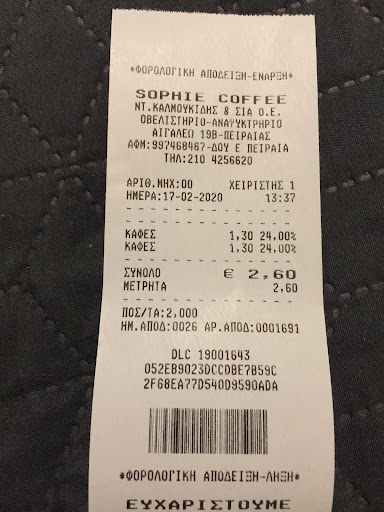 *ΦΟΡΟΛΟΓΙΚΗ ΑΠΟΔΕΙΞΗ-ΕΝΑΡΞΗ*
SOPHIE COFFEE
ΝΤ.ΚΑΛΜΟΥΚΙΔΗΣ & ΣΙΑ Ο.Ε.
ΟΒΕΛΙΣΤΗΡΙΟ-ΑΝΑΨΥΚΤΡΗΡΙΟ
ΑΙΓΑΛΕΩ 19Β-ΠΕΙΡΑΙΑΣ
ΑΦΜ:997468467-ΔΟΥ Ε ΠΕΙΡΑΙΑ
ΤΗΛ:210 4256620
ΑΡΙΘ.ΜΗΧ:00 ΧΕΙΡΙΣΤΗΣ 1
ΗΜΕΡΑ:17-02-2020 13:37
ΚΑΦΕΣ 1,30 24,00%
ΚΑΦΕΣ 1,30 24,00%
ΣΥΝΟΛΟ € 2,60
ΜΕΤΡΗΤΑ 2,60
ΠΟΣ/ΤΑ:2,000
ΗΜ.ΑΠΟΔ:0026 ΑΡ.ΑΠΟΔ:0001691
DLC 19001643
052EB9023DCCDBE7B59C
2F68EA77D540D9590ADA
*ΦΟΡΟΛΟΓΙΚΗ ΑΠΟΔΕΙΞΗ-ΛΗΞΗ*
ΕΥΧΑΡΙΣΤΟΥΜΕ